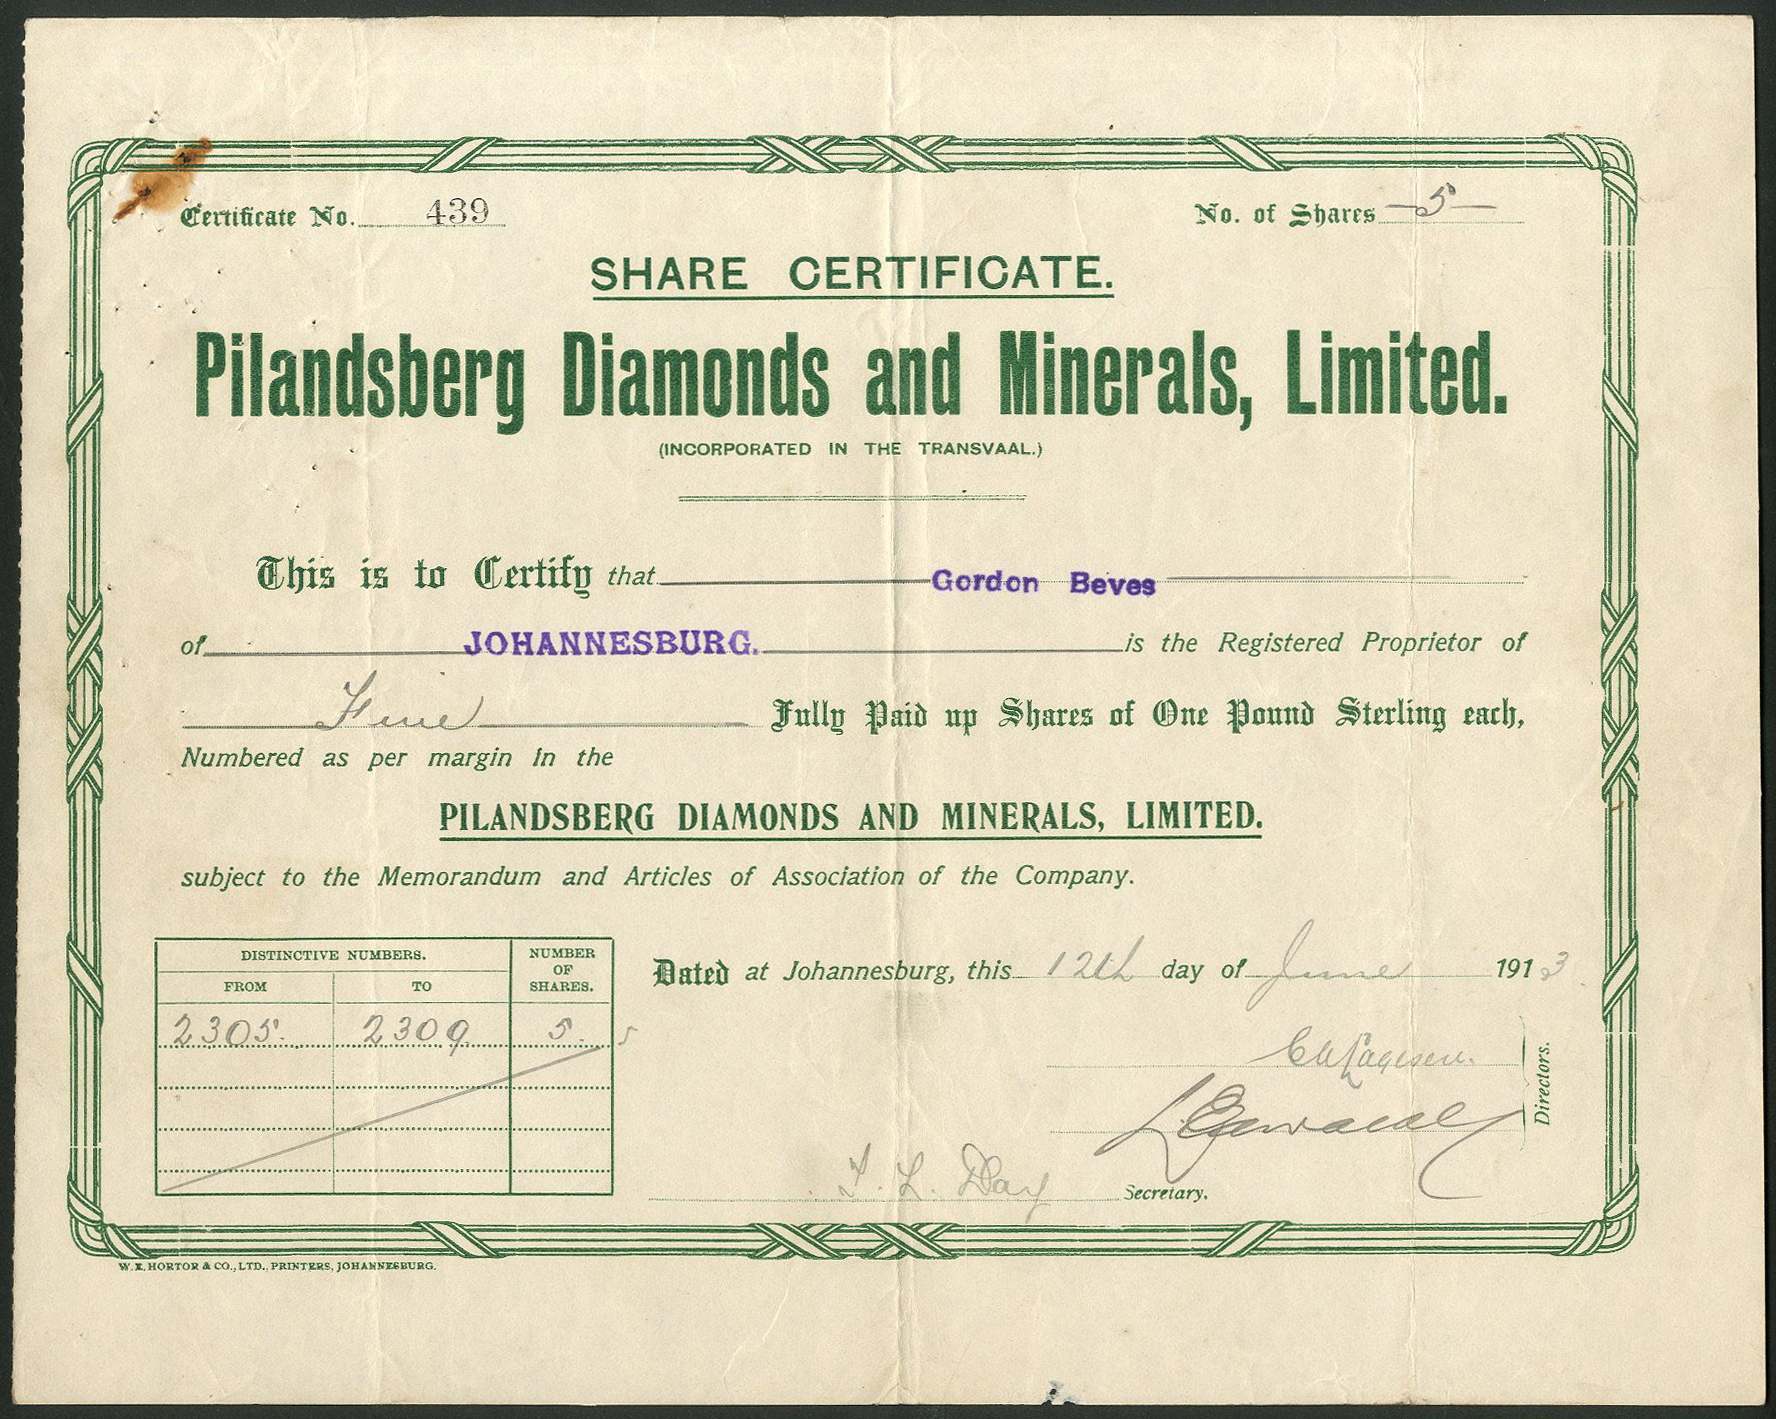 Certificate No. 439 No. of Shares — 5 —
SHARE CERTIFICATE.
Pilandsberg Diamonds and Minerals, Limited.
(INCORPORATED IN THE TRANSVAAL.)
This is to Certify that Gordon Beves
of JOHANNESBURG. is the Registered Proprietor of
Five Fully Paid up Shares of One Pound Sterling each,
Numbered as per margin in the
PILANDSBERG DIAMONDS AND MINERALS, LIMITED.
subject to the Memorandum and Articles of Association of the Company.
DISTINCTIVE NUMBERS. NUMBER OF SHARES.
FROM TO
2305. 2309. 5. 5
Dated at Johannesburg, this 12th day of June 1913
Directors.
F. L. Day Secretary.
W. E. HORTOR & CO., LTD., PRINTERS, JOHANNESBURG.